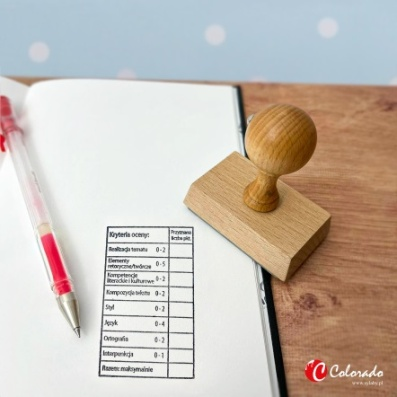 Kryteria oceny: Przyznana liczba pkt.
Realizacja tematu 0-2
Elementy
retoryczne/twórcze 0-5
Kompetencje
literackie i kulturowe 0-2
Kompozycja tekstu 0-2
Styl 0-2
Język 0-4
Ortografia 0-2
Interpunkcja 0-1
Razem: maksymalnie
Colorado